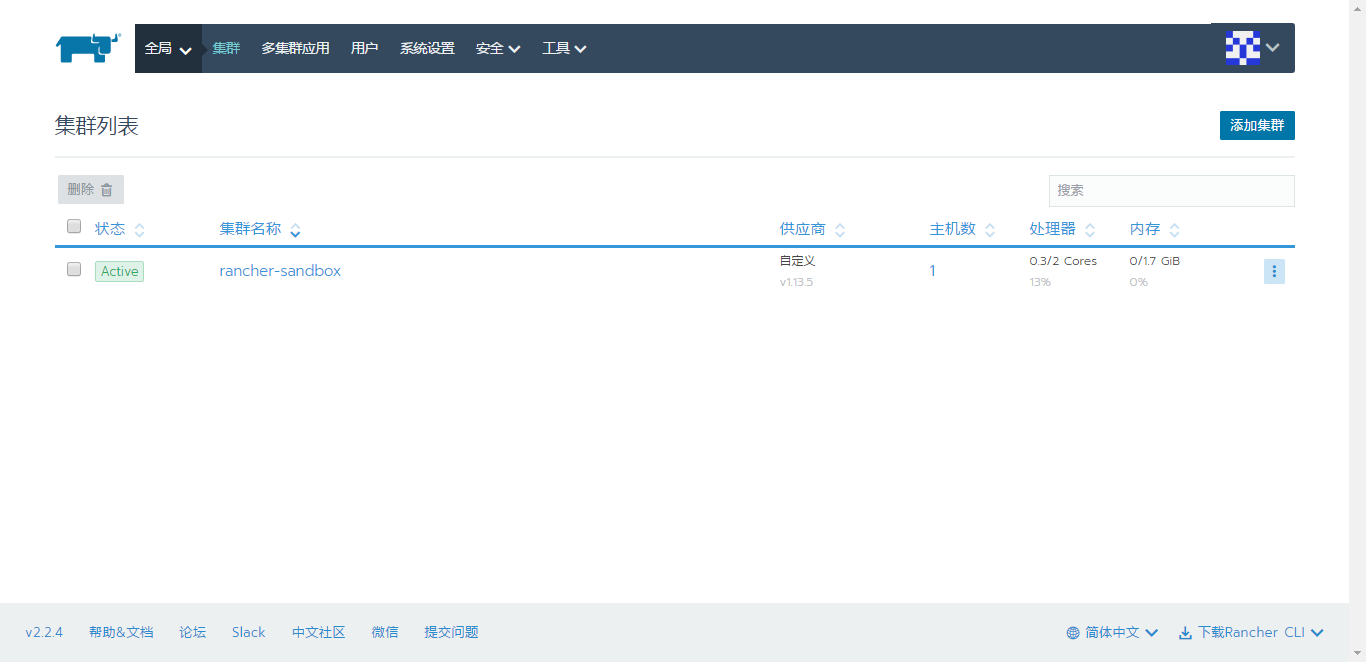 全局 集群 多集群应用 用户 系统设置 安全 工具
集群列表 添加集群
删除 搜索
状态 集群名称 供应商 主机数 处理器 内存
Active rancher-sandbox 自定义 1 0.3/2 Cores 0/1.7 GiB
v1.13.5 13% 0%
v2.2.4 帮助&文档 论坛 Slack 中文社区 微信 提交问题 简体中文 下载Rancher CLI